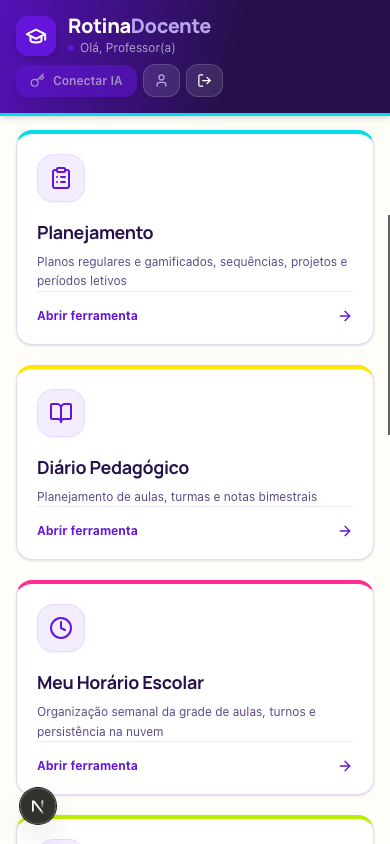 RotinaDocente
Olá, Professor(a)
Conectar IA
Planejamento
Planos regulares e gamificados, sequências, projetos e
períodos letivos
Abrir ferramenta
Diário Pedagógico
Planejamento de aulas, turmas e notas bimestrais
Abrir ferramenta
Meu Horário Escolar
Organização semanal da grade de aulas, turnos e
persistência na nuvem
Abrir ferramenta
N